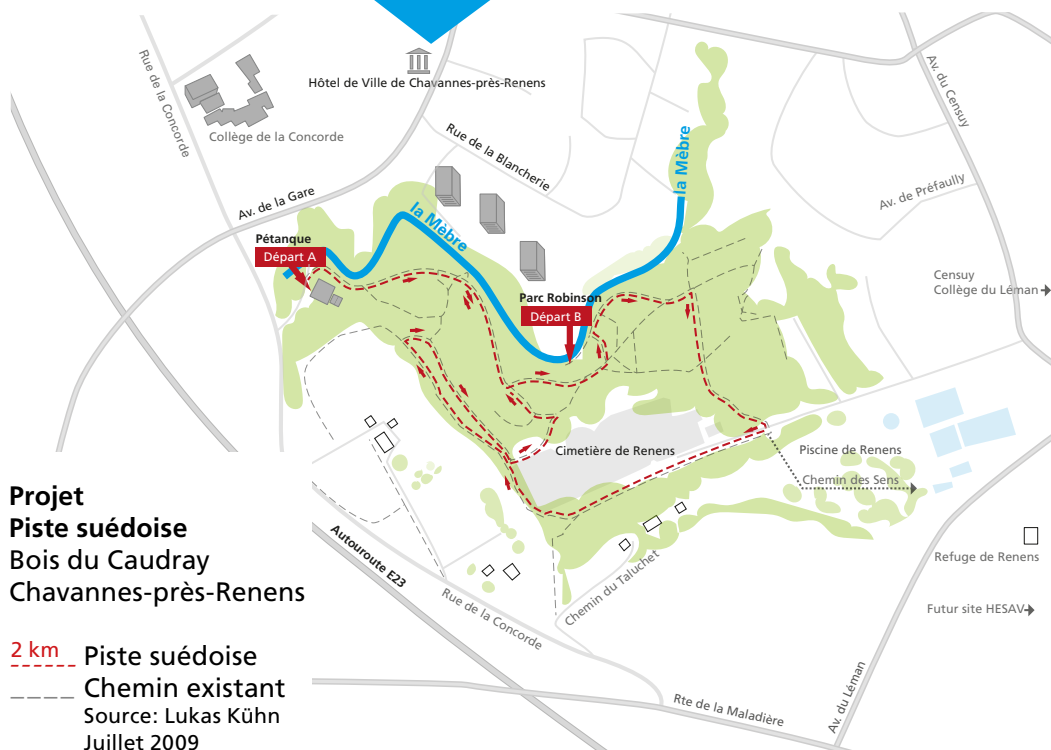 Hôtel de Ville de Chavannes-près-Renens
Rue de la Concorde
Collège de la Concorde
Rue de la Blancherie
la Mèbre
Av. du Censuy
Av. de Préfaully
Av. de la Gare
la Mèbre
Pétanque
Départ A
Censuy
Collège du Léman
Parc Robinson
Départ B
Cimetière de Renens
Piscine de Renens
Chemin des Sens
Projet
Piste suédoise
Bois du Caudray
Chavannes-près-Renens
Autouroute E23
Rue de la Concorde
Chemin du Taluchet
Refuge de Renens
Futur site HESAV
2 km
Piste suédoise
Chemin existant
Source: Lukas Kühn
Juillet 2009
Rte de la Maladière
Av. du Léman